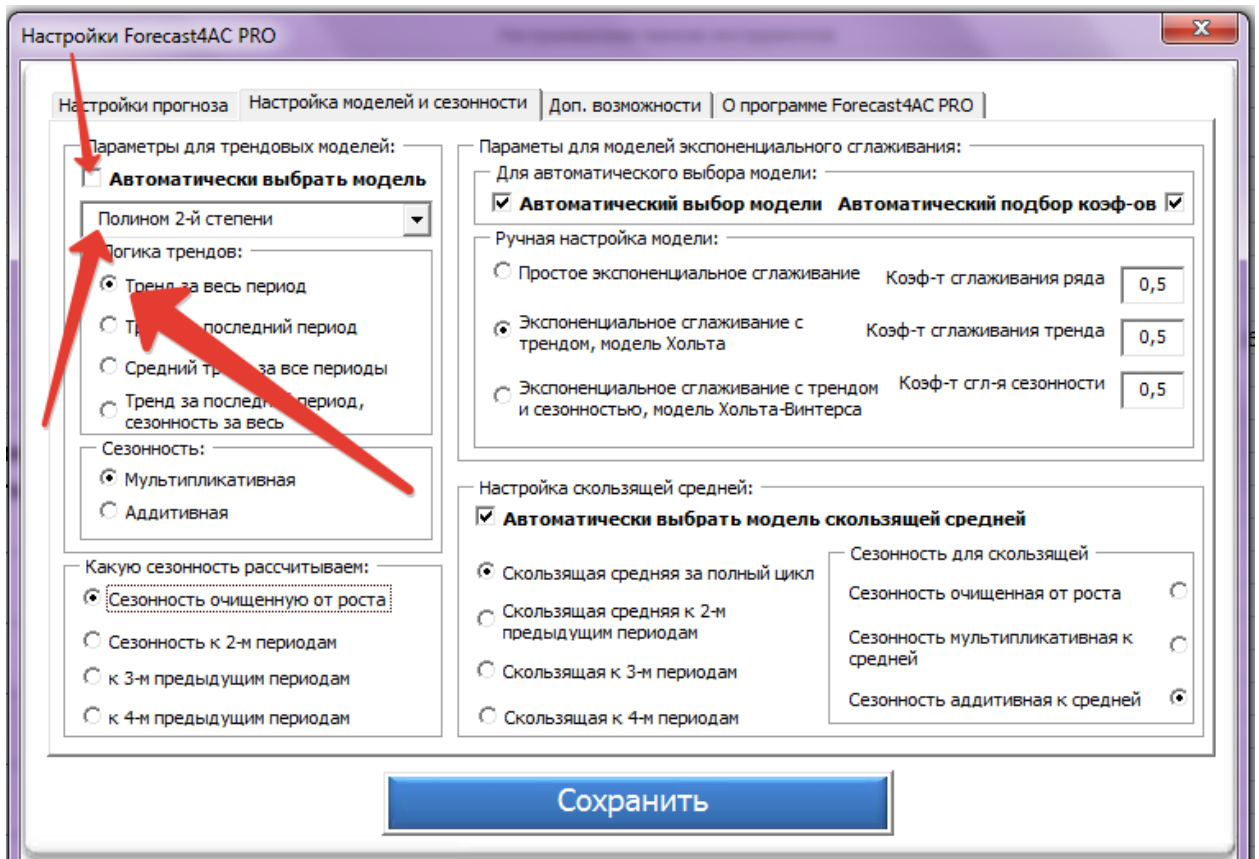 Настройки Forecast4AC PRO
Настройки прогноза
Настройка моделей и сезонности
Доп. возможности
О программе Forecast4AC PRO
Параметры для трендовых моделей:
Автоматически выбрать модель
Полином 2-й степени
Логика трендов:
Тренд за весь период
последний период
Средний за все периоды
Тренд за последний период,
сезонность за весь
Сезонность:
Мультипликативная
Аддитивная
Какую сезонность рассчитываем:
Сезонность очищенную от роста
Сезонность к 2-м периодам
к 3-м предыдущим периодам
к 4-м предыдущим периодам
Параметы для моделей экспоненциального сглаживания:
Для автоматического выбора модели:
Автоматический выбор модели Автоматический подбор коэф-ов
Ручная настройка модели:
Простое экспоненциальное сглаживание
Коэф-т сглаживания ряда 0,5
Экспоненциальное сглаживание с
трендом, модель Хольта
Коэф-т сглаживания тренда 0,5
Экспоненциальное сглаживание с трендом
и сезонностью, модель Хольта-Винтерса
Коэф-т сгл-я сезонности 0,5
Настройка скользящей средней:
Автоматически выбрать модель скользящей средней
Скользящая средняя за полный цикл
Скользящая средняя к 2-м
предыдущим периодам
Скользящая к 3-м периодам
Скользящая к 4-м периодам
Сезонность для скользящей
Сезонность очищенная от роста
Сезонность мультипликативная к
средней
Сезонность аддитивная к средней
Сохранить